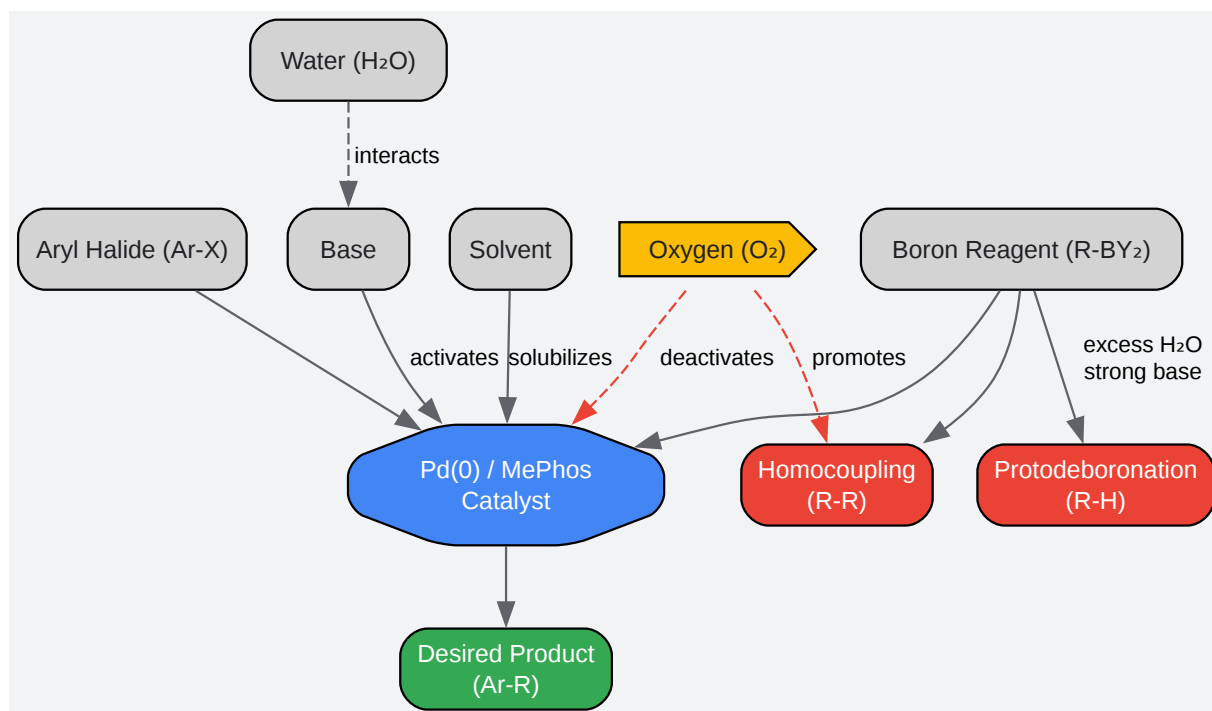 Water (H₂O)
interacts
Aryl Halide (Ar-X)
Base
Solvent
Oxygen (O₂)
Boron Reagent (R-BY₂)
activates
solubilizes
deactivates
promotes
excess H₂O
strong base
Pd(0) / MePhos
Catalyst
Homocoupling
(R-R)
Protodeboronation
(R-H)
Desired Product
(Ar-R)